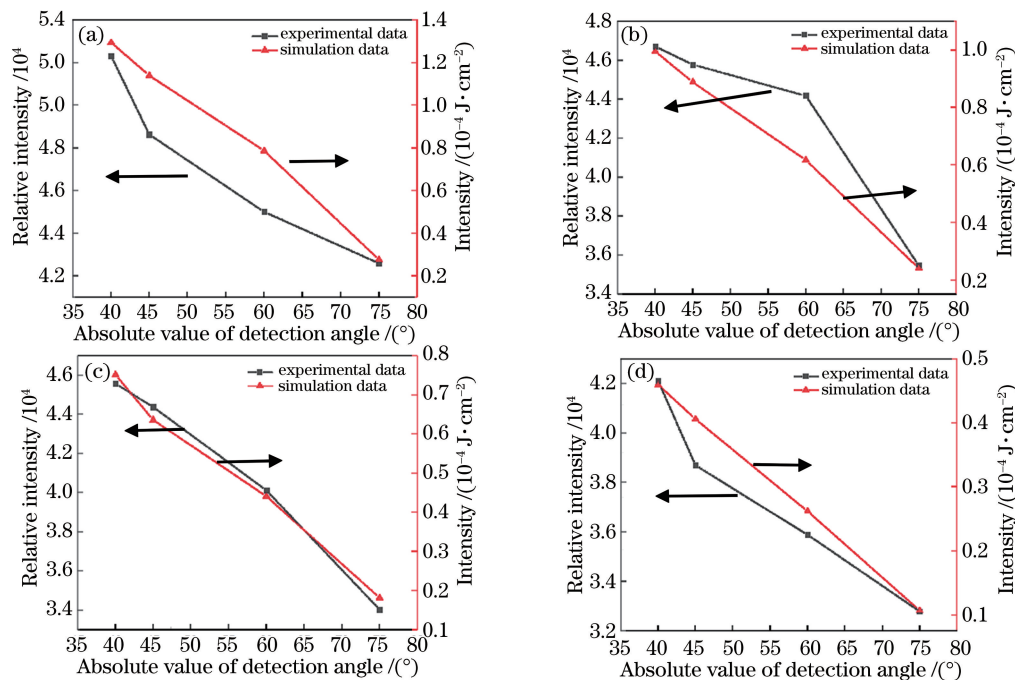 (a)
experimental data
simulation data
Relative intensity /10⁴
5.4
5.0
5.0
4.8
4.6
4.4
4.2
1.4
1.2
1.0
0.8
0.6
0.4
0.2
Intensity /(10⁻⁴ J·cm⁻²)
35 40 45 50 55 60 65 70 75 80
Absolute value of detection angle /(°)
(b)
experimental data
simulation data
Relative intensity /10⁴
4.8
4.6
4.4
4.2
4.0
3.8
3.6
3.4
1.0
0.8
0.6
0.4
0.2
Intensity /(10⁻⁴ J·cm⁻²)
35 40 45 50 55 60 65 70 75 80
Absolute value of detection angle /(°)
(c)
experimental data
simulation data
Relative intensity /10⁴
4.6
4.4
4.2
4.0
3.8
3.6
3.4
0.8
0.7
0.6
0.5
0.4
0.3
0.2
0.1
Intensity /(10⁻⁴ J·cm⁻²)
35 40 45 50 55 60 65 70 75 80
Absolute value of detection angle /(°)
(d)
experimental data
simulation data
Relative intensity /10⁴
4.2
4.0
3.8
3.6
3.4
3.2
0.5
0.4
0.3
0.2
0.1
Intensity /(10⁻⁴ J·cm⁻²)
35 40 45 50 55 60 65 70 75 80
Absolute value of detection angle /(°)